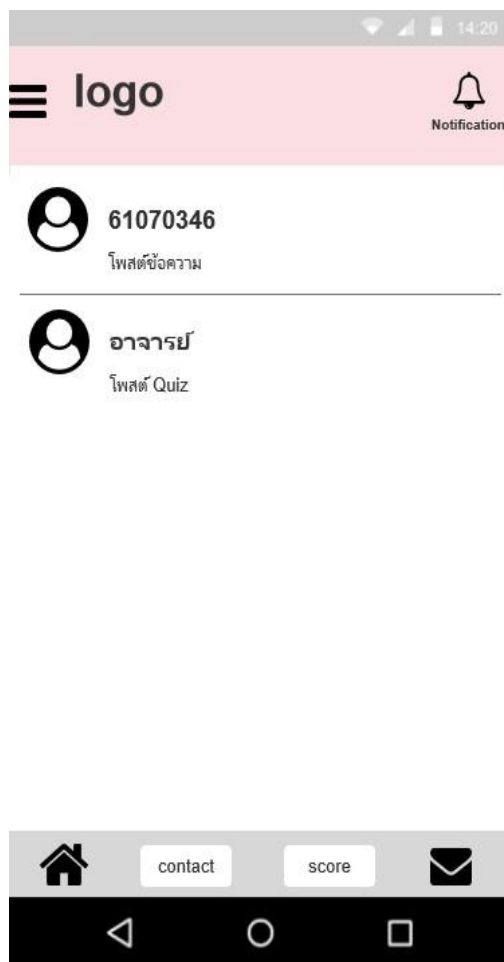 14:20
logo
Notification
61070346
โพสต์ข้อความ
อาจารย์
โพสต์ Quiz
contact
score